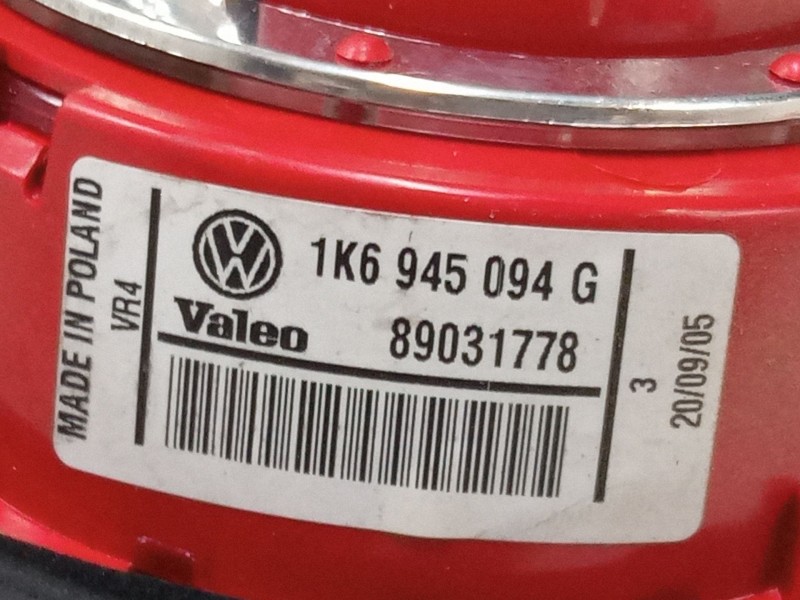 MADE IN POLAND
VR4
1K6 945 094 G
Valeo 89031778
3
20/09/05